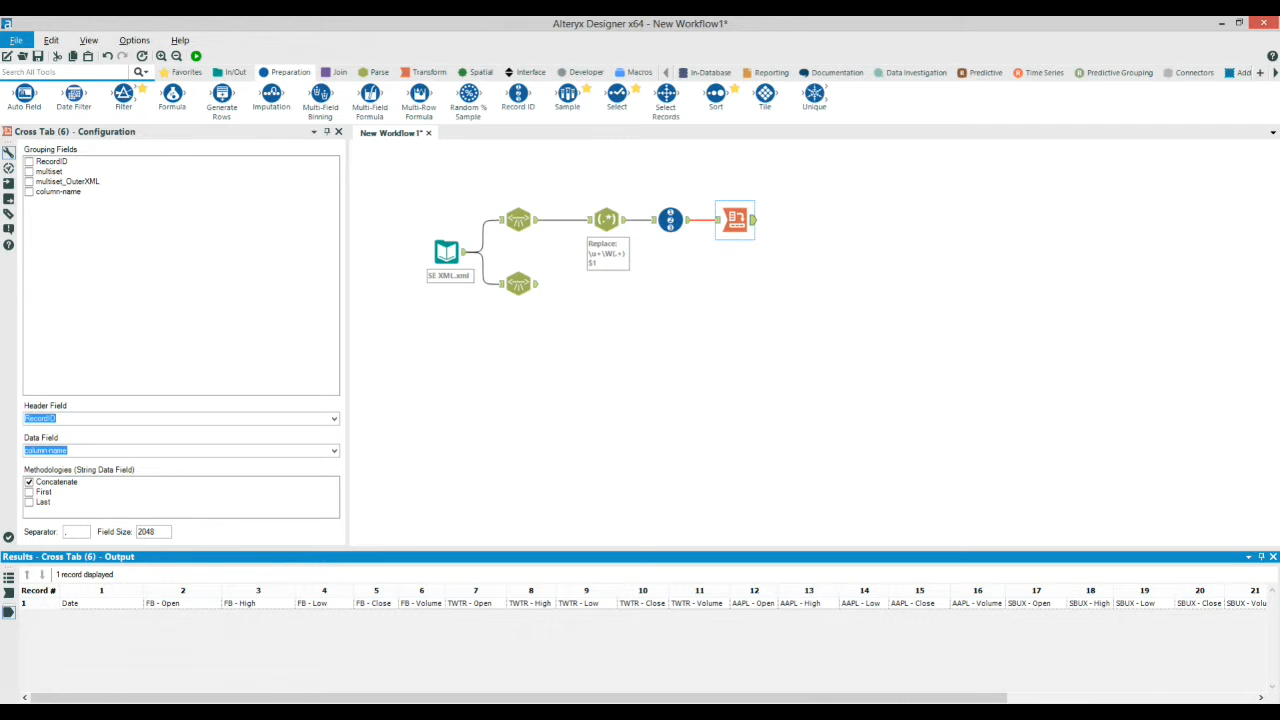 Alteryx Designer x64 - New Workflow1*
File Edit View Options Help
Search All Tools Favorites In/Out Preparation Join Parse Transform Spatial Interface Developer Macros In-Database Reporting Documentation Data Investigation Predictive Time Series Predictive Grouping Connectors Add
Auto Field Date Filter Filter Formula Generate Rows Imputation Multi-Field Binning Multi-Field Formula Multi-Row Formula Random % Sample Record ID Sample Select Select Records Sort Tile Unique
Cross Tab (6) - Configuration
New Workflow1*
Grouping Fields
RecordID
multiset
multiset_OuterXML
column-name
SE XML.xml
Replace:
\u+\W(.+)
$1
Header Field
RecordID
Data Field
column-name
Methodologies (String Data Field)
Concatenate
First
Last
Separator: , Field Size: 2048
Results - Cross Tab (6) - Output
1 record displayed
Record # 1 2 3 4 5 6 7 8 9 10 11 12 13 14 15 16 17 18 19 20 21
1 Date FB - Open FB - High FB - Low FB - Close FB - Volume TWTR - Open TWTR - High TWTR - Low TWTR - Close TWTR - Volume AAPL - Open AAPL - High AAPL - Low AAPL - Close AAPL - Volume SBUX - Open SBUX - High SBUX - Low SBUX - Close SBUX - Volu